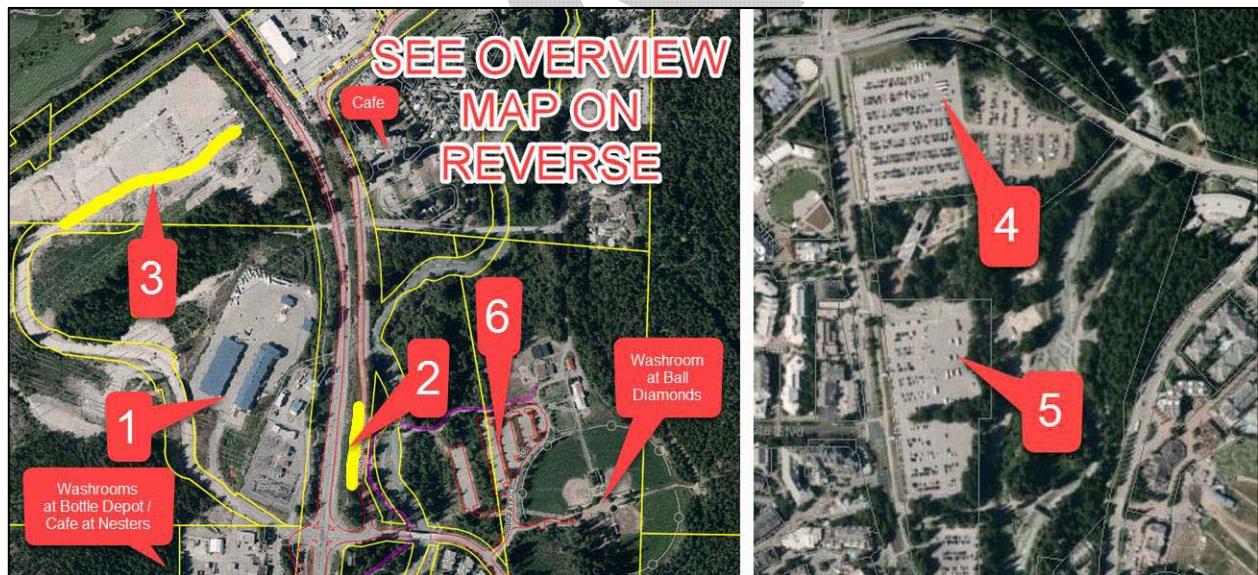 SEE OVERVIEW
MAP ON
REVERSE
Cafe
3
1
2
6
Washroom
at Ball
Diamonds
Washrooms
at Bottle Depot /
Cafe at Nesters
4
5